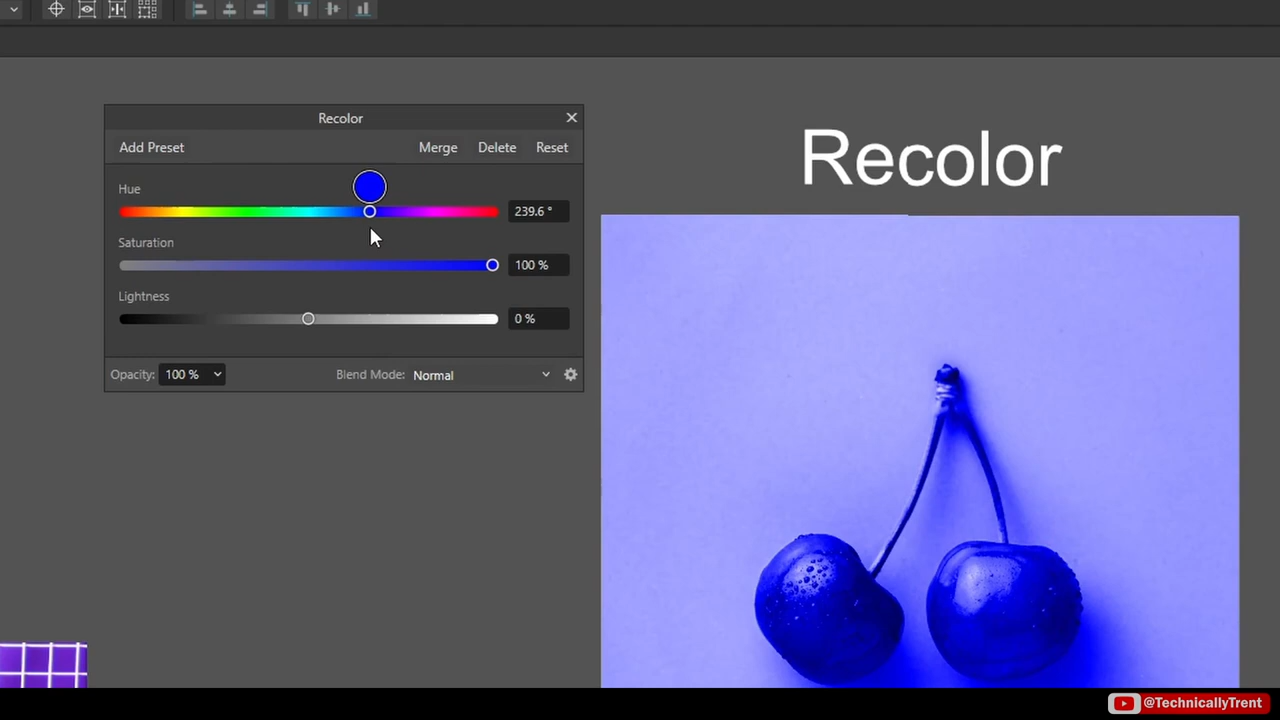 Recolor
Add Preset
Merge
Delete
Reset
Hue
239.6 °
Saturation
100 %
Lightness
0 %
Opacity:
100 %
Blend Mode:
Normal
Recolor
@TechnicallyTrent